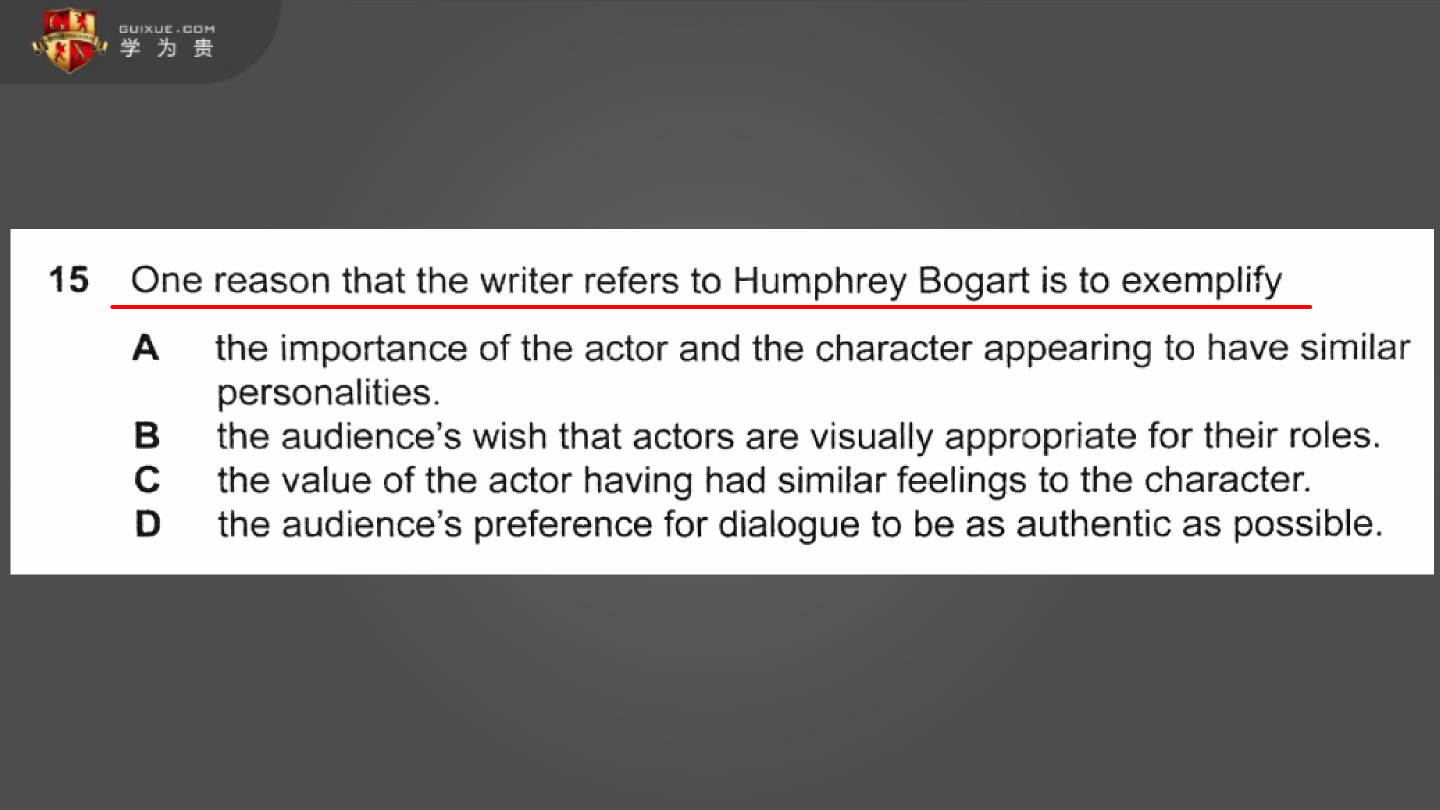 GUIXUE.COM
学为贵
15 One reason that the writer refers to Humphrey Bogart is to exemplify
A the importance of the actor and the character appearing to have similar
personalities.
B the audience's wish that actors are visually appropriate for their roles.
C the value of the actor having had similar feelings to the character.
D the audience's preference for dialogue to be as authentic as possible.